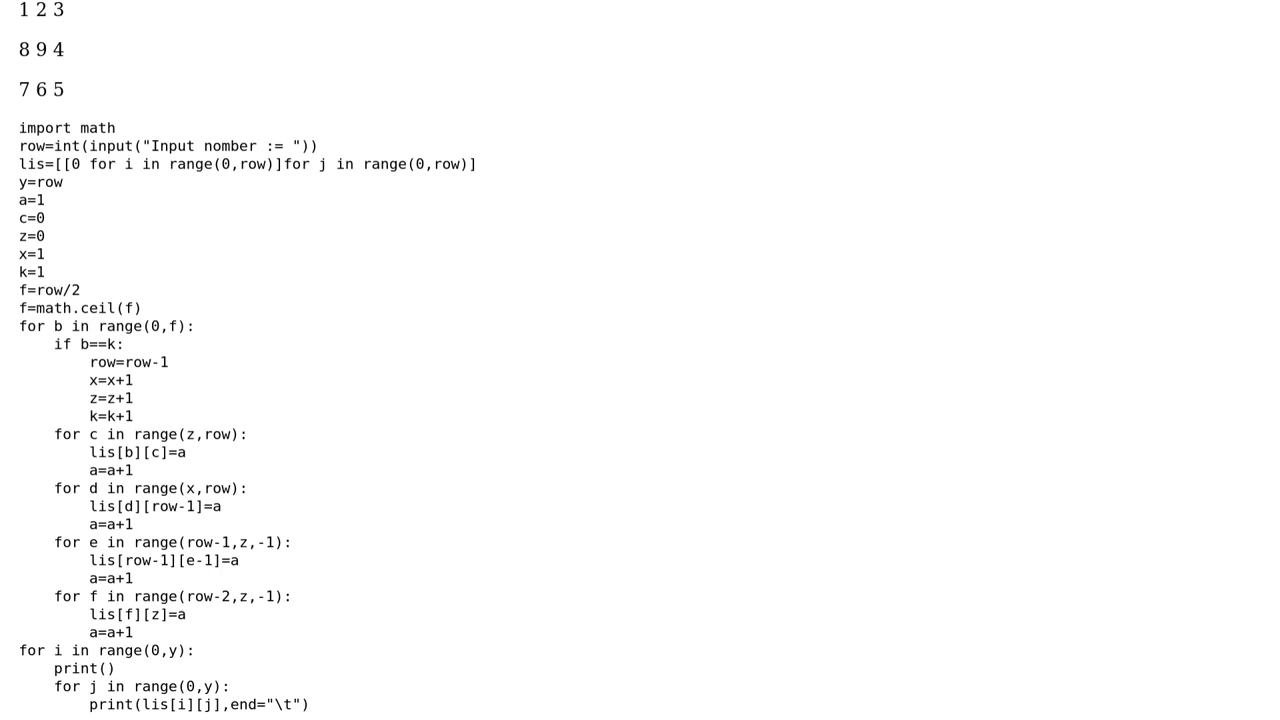 1 2 3
8 9 4
7 6 5
import math
row=int(input("Input nomber := "))
lis=[[0 for i in range(0,row)]for j in range(0,row)]
y=row
a=1
c=0
z=0
x=1
k=1
f=row/2
f=math.ceil(f)
for b in range(0,f):
    if b==k:
        row=row-1
        x=x+1
        z=z+1
        k=k+1
    for c in range(z,row):
        lis[b][c]=a
        a=a+1
    for d in range(x,row):
        lis[d][row-1]=a
        a=a+1
    for e in range(row-1,z,-1):
        lis[row-1][e-1]=a
        a=a+1
    for f in range(row-2,z,-1):
        lis[f][z]=a
        a=a+1
for i in range(0,y):
    print()
    for j in range(0,y):
        print(lis[i][j],end="\t")